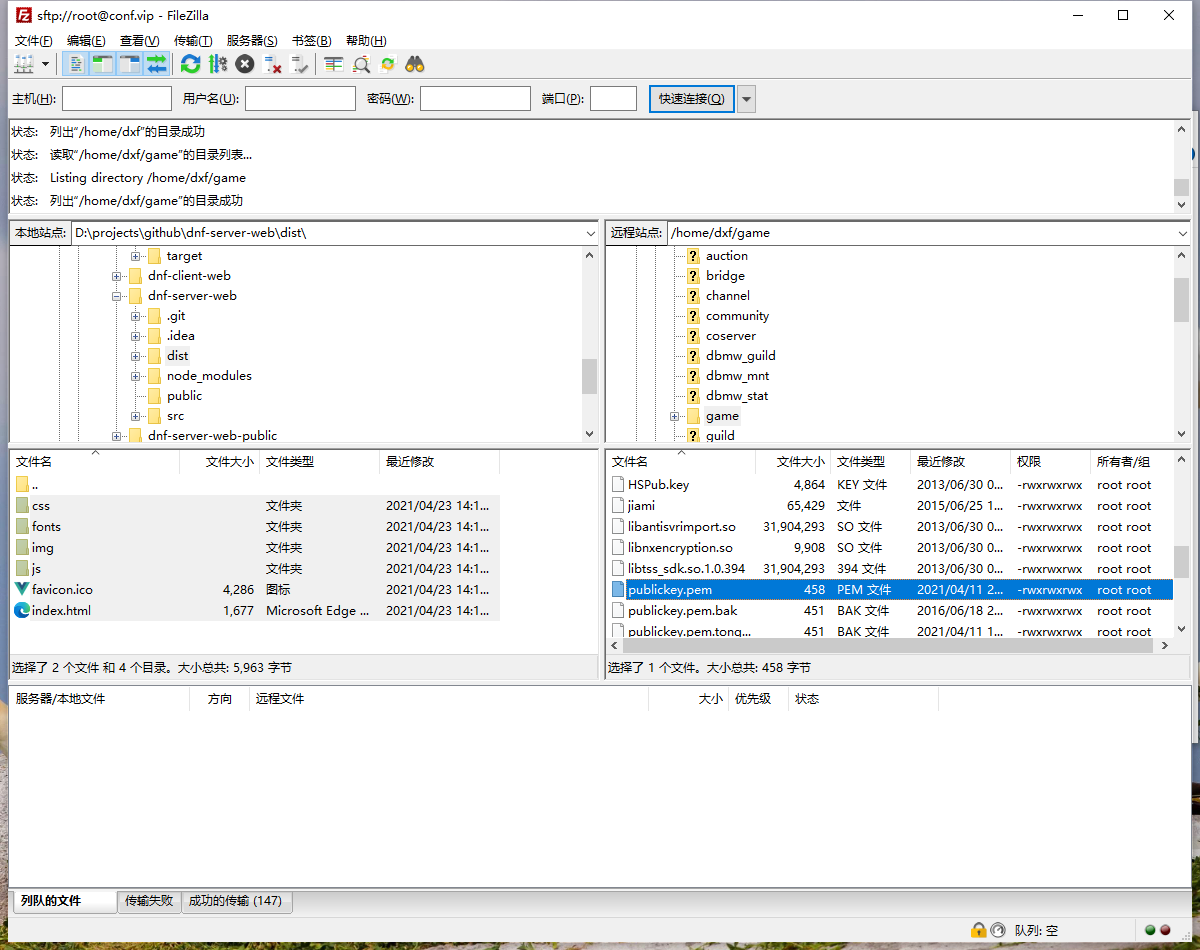 sftp://root@conf.vip - FileZilla
文件(F) 编辑(E) 查看(V) 传输(T) 服务器(S) 书签(B) 帮助(H)
主机(H): 用户名(U): 密码(W): 端口(P): 快速连接(Q)
状态: 列出“/home/dxf”的目录成功
状态: 读取“/home/dxf/game”的目录列表...
状态: Listing directory /home/dxf/game
状态: 列出“/home/dxf/game”的目录成功
本地站点: D:\projects\github\dnf-server-web\dist\
target
dnf-client-web
dnf-server-web
.git
.idea
dist
node_modules
public
src
dnf-server-web-public
远程站点: /home/dxf/game
auction
bridge
channel
community
coserver
dbmw_guild
dbmw_mnt
dbmw_stat
game
guild
文件名 文件大小 文件类型 最近修改
..
css 文件夹 2021/04/23 14:1...
fonts 文件夹 2021/04/23 14:1...
img 文件夹 2021/04/23 14:1...
js 文件夹 2021/04/23 14:1...
favicon.ico 4,286 图标 2021/04/23 14:1...
index.html 1,677 Microsoft Edge ... 2021/04/23 14:1...
选择了 2 个文件 和 4 个目录。大小总共: 5,963 字节
文件名 文件大小 文件类型 最近修改 权限 所有者/组
HSPub.key 4,864 KEY 文件 2013/06/30 0... -rwxrwxrwx root root
jiami 65,429 文件 2015/06/25 1... -rwxrwxrwx root root
libantisvrimport.so 31,904,293 SO 文件 2013/06/30 0... -rwxrwxrwx root root
libnxencryption.so 9,908 SO 文件 2013/06/30 0... -rwxrwxrwx root root
libtss_sdk.so.1.0.394 31,904,293 394 文件 2013/06/30 0... -rwxrwxrwx root root
publickey.pem 458 PEM 文件 2021/04/11 2... -rwxrwxrwx root root
publickey.pem.bak 451 BAK 文件 2016/06/18 2... -rwxrwxrwx root root
publickey.pem.tong... 451 BAK 文件 2021/04/11 1... -rwxrwxrwx root root
选择了 1 个文件。大小总共: 458 字节
服务器/本地文件 方向 远程文件 大小 优先级 状态
列队的文件 传输失败 成功的传输 (147)
队列: 空